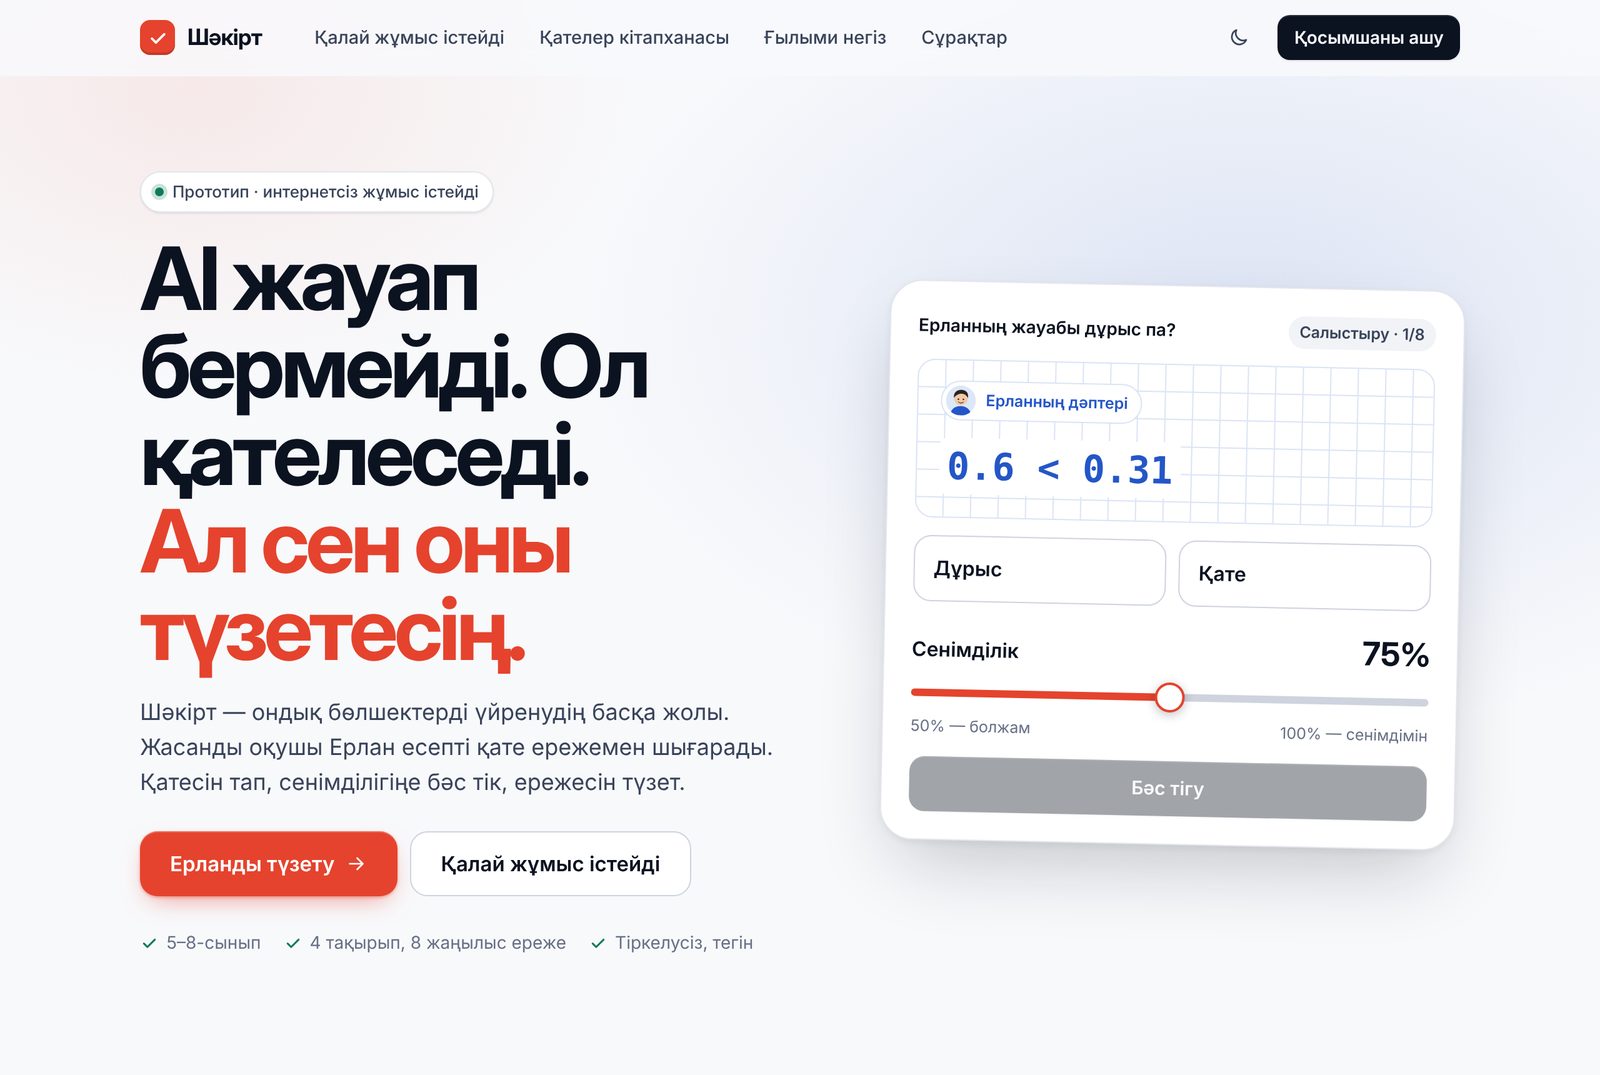 Шәкірт
Қалай жұмыс істейді
Қателер кітапханасы
Ғылыми негіз
Сұрақтар
Қосымшаны ашу
Прототип · интернетсіз жұмыс істейді
AI жауап
бермейді. Ол
қателеседі.
Ал сен оны
түзетесің.
Шәкірт — ондық бөлшектерді үйренудің басқа жолы.
Жасанды оқушы Ерлан есепті қате ережемен шығарады.
Қатесін тап, сенімділігіңе бәс тік, ережесін түзет.
Ерланды түзету →
Қалай жұмыс істейді
5–8-сынып
4 тақырып, 8 жаңылыс ереже
Тіркелусіз, тегін
Ерланның жауабы дұрыс па?
Салыстыру · 1/8
Ерланның дәптері
0.6 < 0.31
Дұрыс
Қате
Сенімділік
75%
50% — болжам
100% — сенімдімін
Бәс тігу